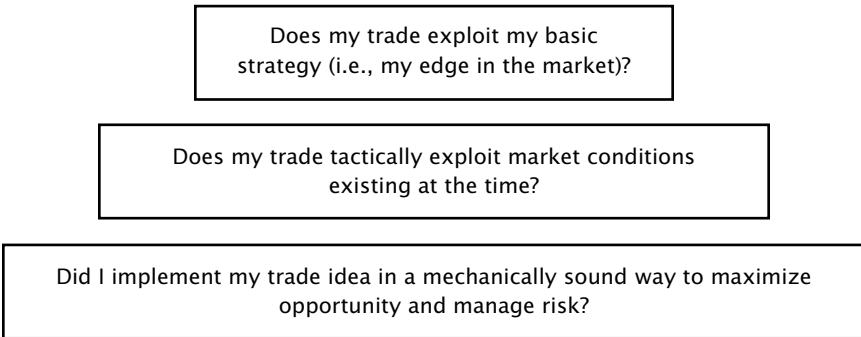 Does my trade exploit my basic
strategy (i.e., my edge in the market)?
Does my trade tactically exploit market conditions
existing at the time?
Did I implement my trade idea in a mechanically sound way to maximize
opportunity and manage risk?